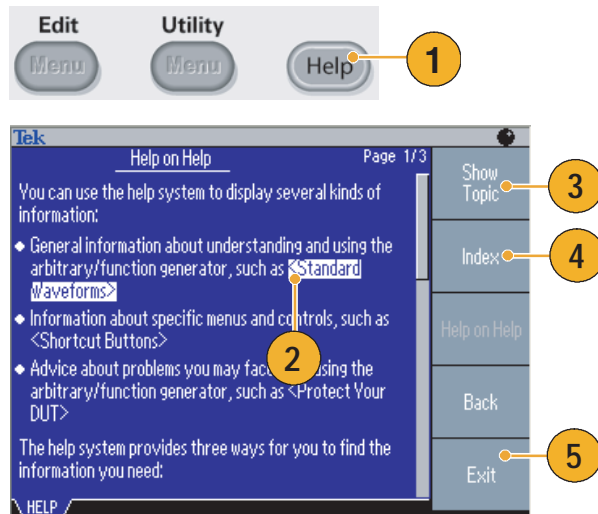 Edit Utility
Menu Menu Help 1
Tek
Help on Help Page 1/3
You can use the help system to display several kinds of
information:
◆ General information about understanding and using the
arbitrary/function generator, such as <Standard
Waveforms>
◆ Information about specific menus and controls, such as
<Shortcut Buttons>
◆ Advice about problems you may fac using the
arbitrary/function generator, such as <Protect Your
DUT>
The help system provides three ways for you to find the
information you need:
HELP
2
Show
Topic 3
Index 4
Help on Help
Back
Exit 5